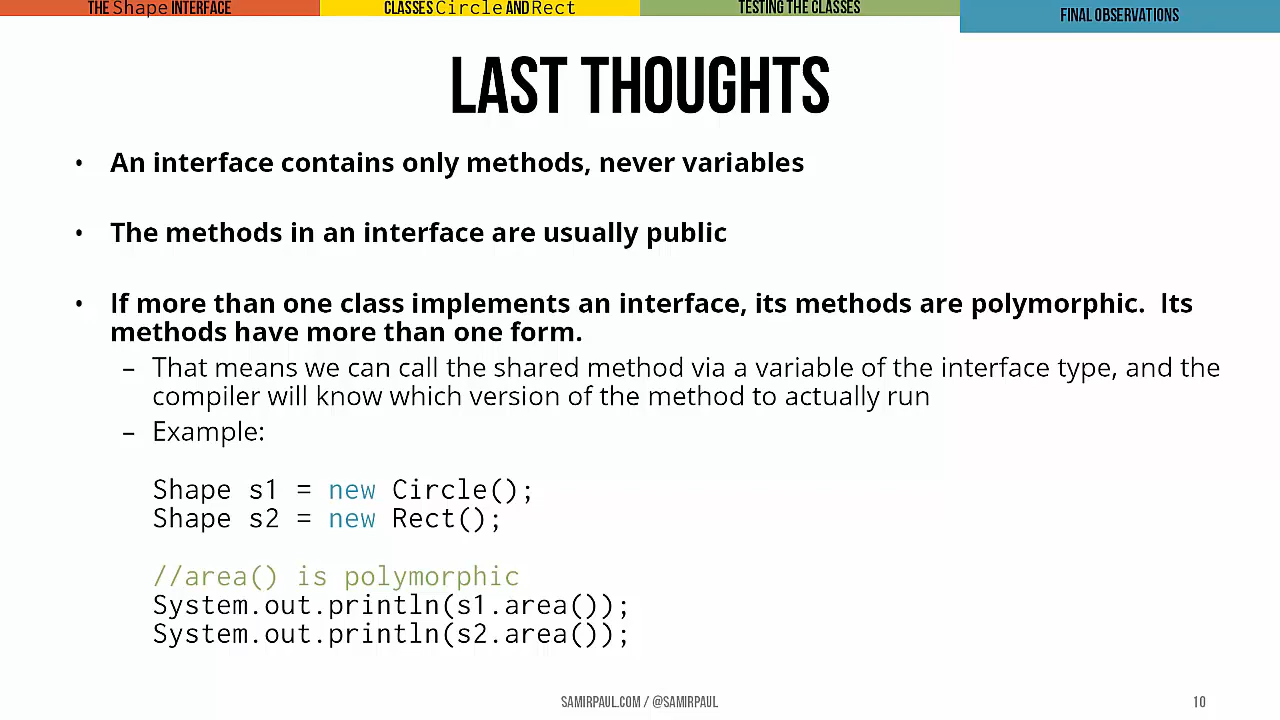 THE Shape INTERFACE
CLASSES Circle AND Rect
TESTING THE CLASSES
FINAL OBSERVATIONS
LAST THOUGHTS
• An interface contains only methods, never variables
• The methods in an interface are usually public
• If more than one class implements an interface, its methods are polymorphic. Its
methods have more than one form.
– That means we can call the shared method via a variable of the interface type, and the
compiler will know which version of the method to actually run
– Example:
Shape s1 = new Circle();
Shape s2 = new Rect();
//area() is polymorphic
System.out.println(s1.area());
System.out.println(s2.area());
SAMIRPAUL.COM / @SAMIRPAUL
10